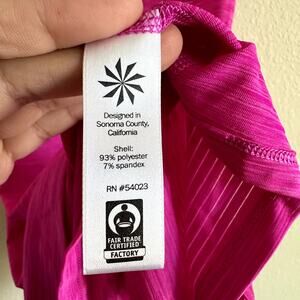 Designed in
Sonoma County,
California
Shell:
93% polyester
7% spandex
RN #54023
FAIR TRADE
CERTIFIED
FACTORY